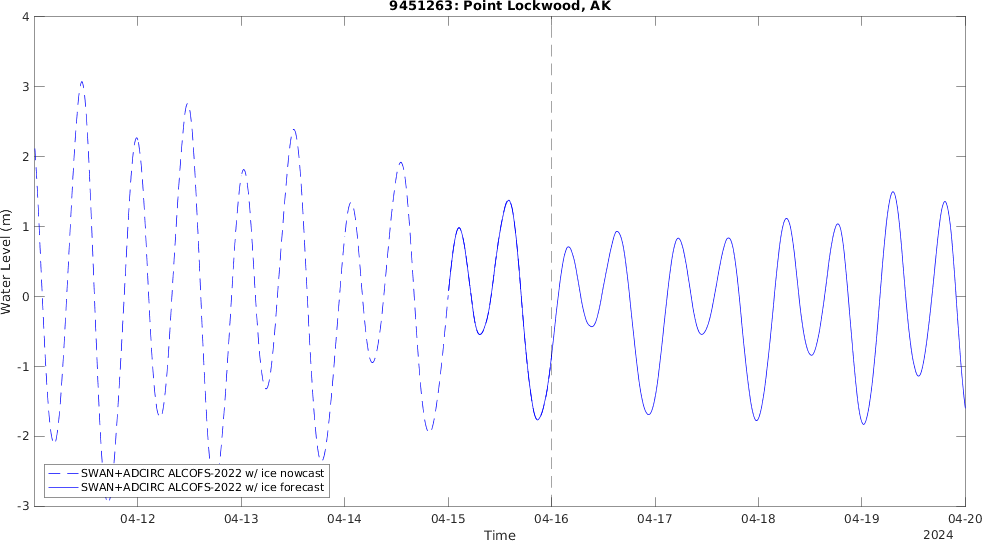 9451263: Point Lockwood, AK
4
3
2
1
0
-1
-2
-3
Water Level (m)
SWAN+ADCIRC ALCOFS-2022 w/ ice nowcast
SWAN+ADCIRC ALCOFS-2022 w/ ice forecast
04-12 04-13 04-14 04-15 04-16 04-17 04-18 04-19 04-20
Time
2024